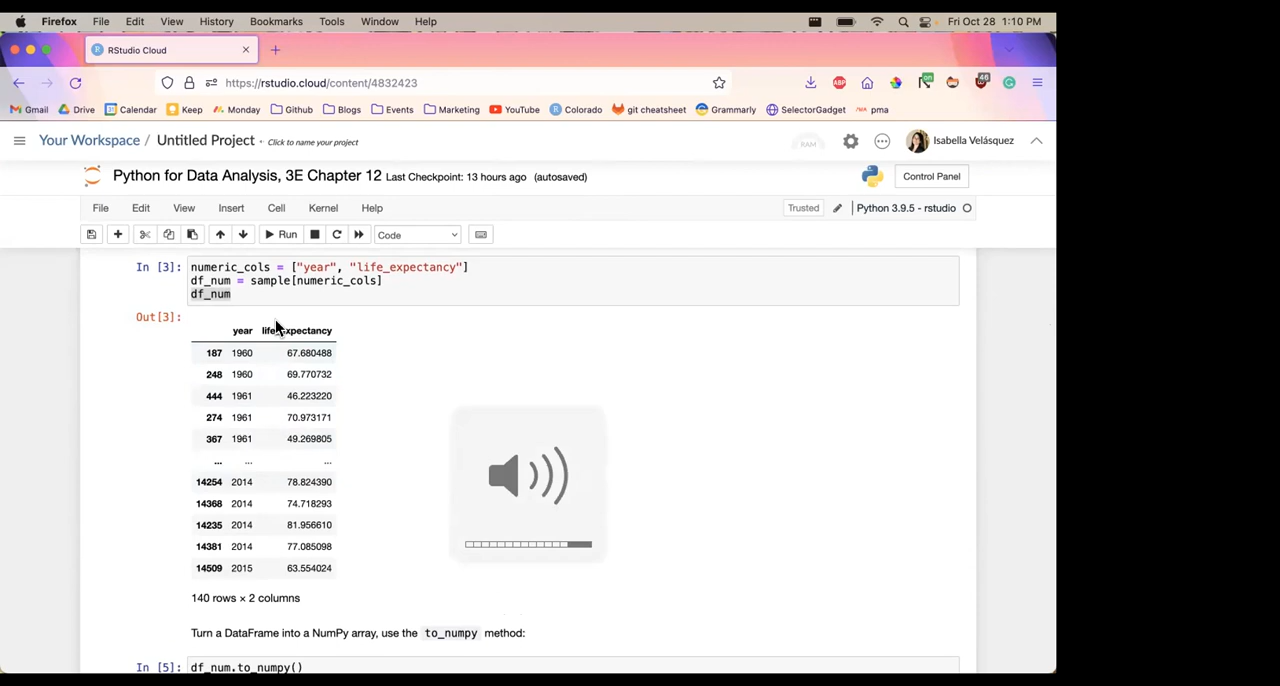 Firefox File Edit View History Bookmarks Tools Window Help Fri Oct 28 1:10 PM
RStudio Cloud
https://rstudio.cloud/content/4832423 ABP on 46
Gmail Drive Calendar Keep Monday Github Blogs Events Marketing YouTube Colorado git cheatsheet Grammarly SelectorGadget pma
Your Workspace / Untitled Project · Click to name your project RAM Isabella Velásquez
Python for Data Analysis, 3E Chapter 12 Last Checkpoint: 13 hours ago (autosaved) Control Panel
File Edit View Insert Cell Kernel Help Trusted Python 3.9.5 - rstudio
Run Code
In [3]: numeric_cols = ["year", "life_expectancy"]
df_num = sample[numeric_cols]
df_num
Out[3]:
year life_expectancy
187 1960 67.680488
248 1960 69.770732
444 1961 46.223220
274 1961 70.973171
367 1961 49.269805
... ... ...
14254 2014 78.824390
14368 2014 74.718293
14235 2014 81.956610
14381 2014 77.085098
14509 2015 63.554024
140 rows × 2 columns
Turn a DataFrame into a NumPy array, use the to_numpy method:
In [5]: df_num.to_numpy()